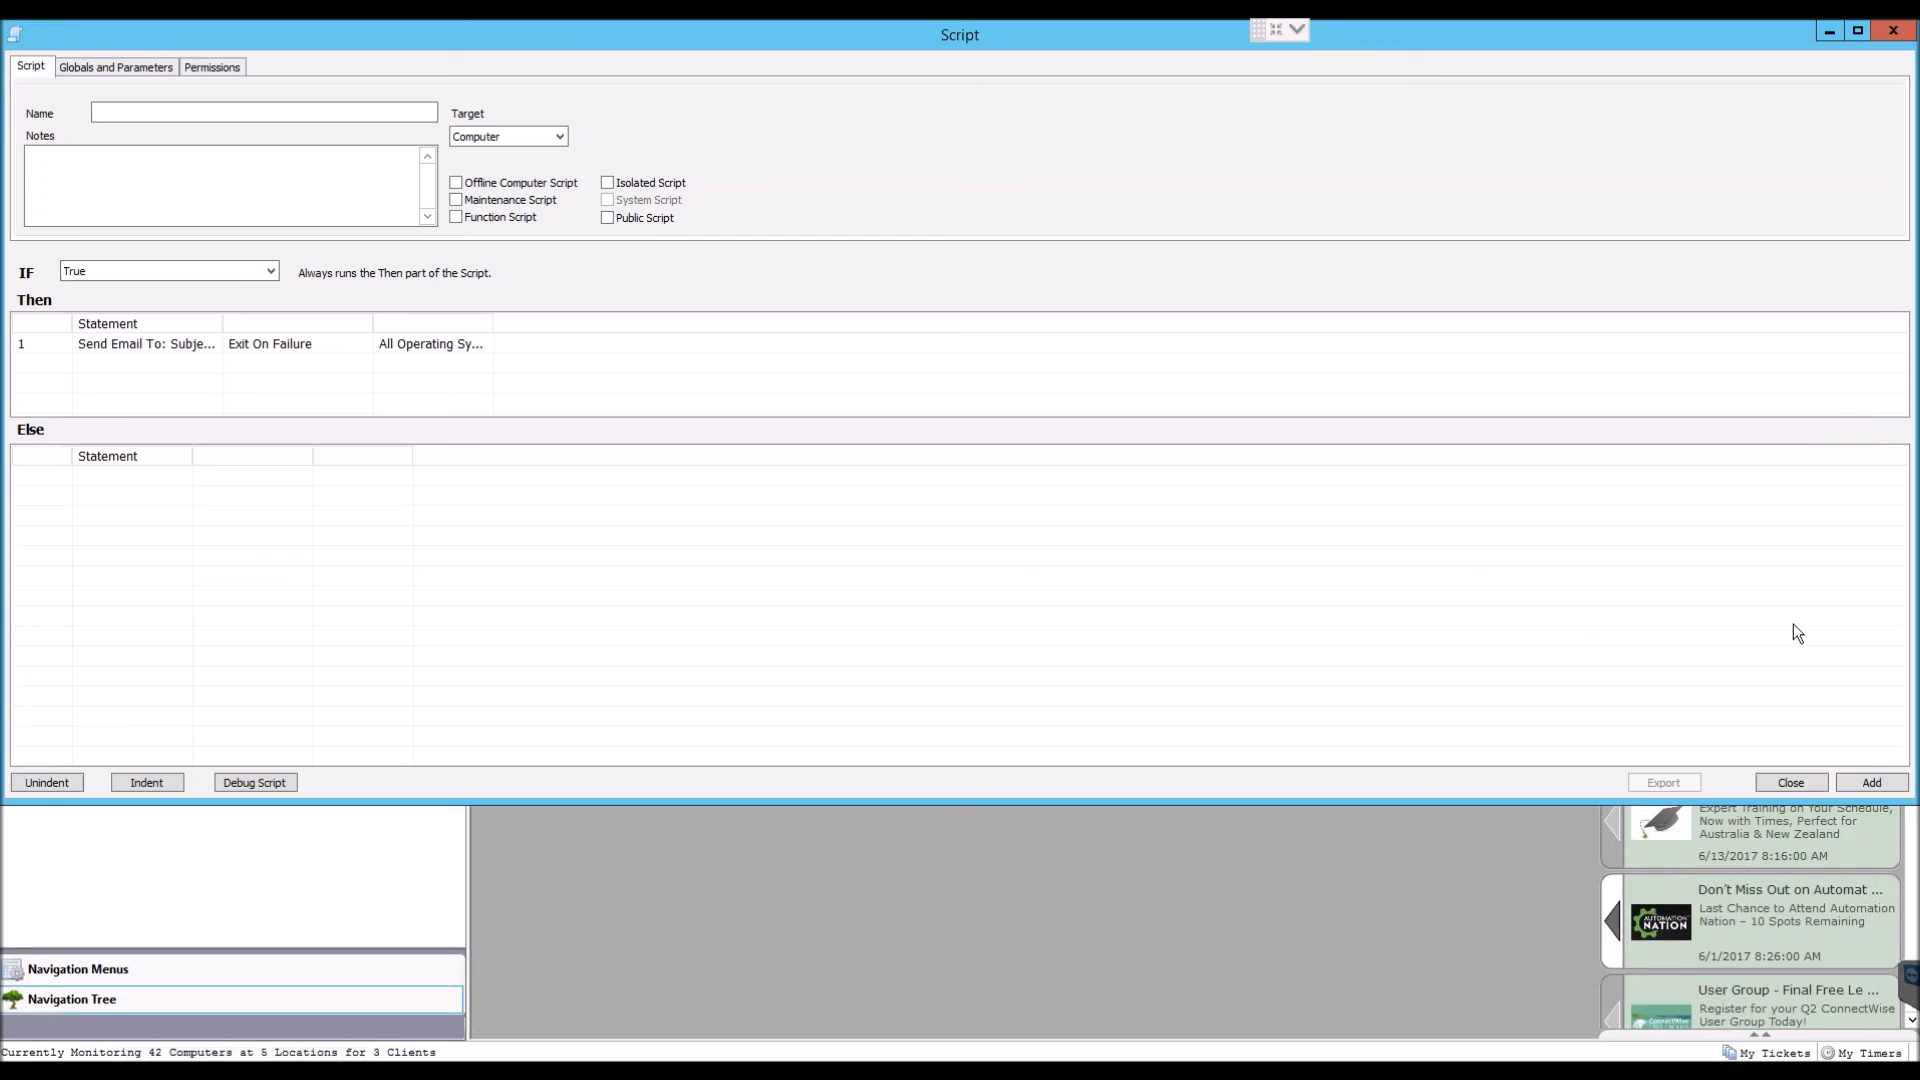 Script
Script Globals and Parameters Permissions
Name
Target
Notes
Computer
Offline Computer Script
Isolated Script
Maintenance Script
System Script
Function Script
Public Script
IF True Always runs the Then part of the Script.
Then
Statement
1 Send Email To: Subje... Exit On Failure All Operating Sy...
Else
Statement
Unindent Indent Debug Script Export Close Add
Expert Training on Your Schedule,
Now with Times, Perfect for
Australia & New Zealand
6/13/2017 8:16:00 AM
Don't Miss Out on Automat ...
Last Chance to Attend Automation
Nation – 10 Spots Remaining
AUTOMATION
NATION
6/1/2017 8:26:00 AM
Navigation Menus
Navigation Tree
User Group - Final Free Le ...
Register for your Q2 ConnectWise
User Group Today!
ConnectWise
Currently Monitoring 42 Computers at 5 Locations for 3 Clients
My Tickets My Timers